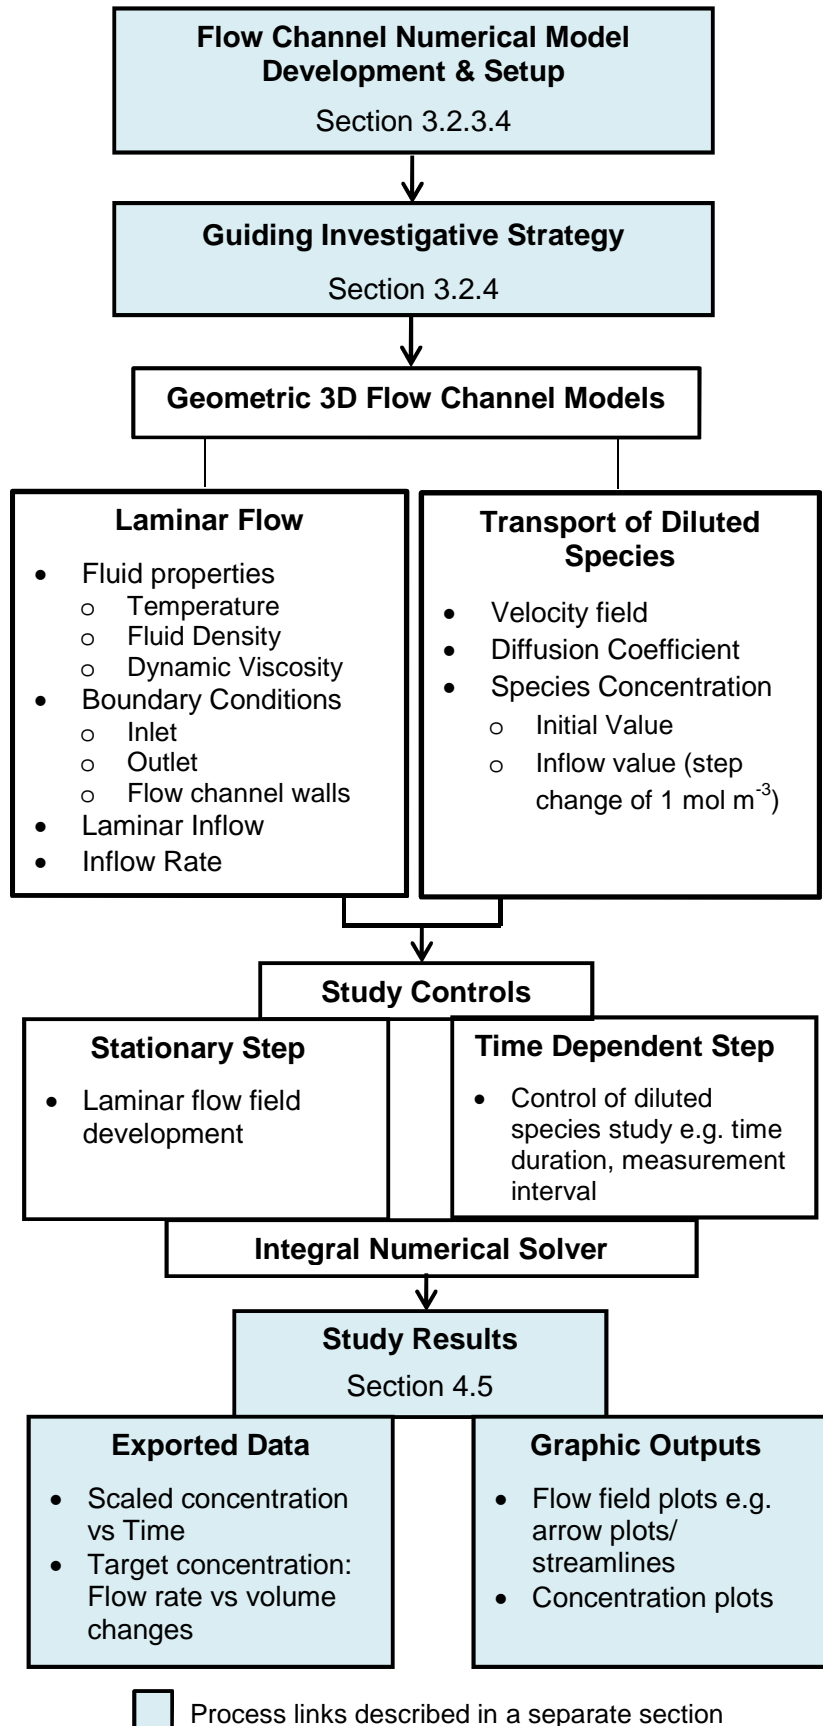 Flow Channel Numerical Model
Development & Setup
Section 3.2.3.4
Guiding Investigative Strategy
Section 3.2.4
Geometric 3D Flow Channel Models
Laminar Flow
• Fluid properties
o Temperature
o Fluid Density
o Dynamic Viscosity
• Boundary Conditions
o Inlet
o Outlet
o Flow channel walls
• Laminar Inflow
• Inflow Rate
Transport of Diluted
Species
• Velocity field
• Diffusion Coefficient
• Species Concentration
o Initial Value
o Inflow value (step
change of 1 mol m⁻³)
Study Controls
Stationary Step
• Laminar flow field
development
Time Dependent Step
• Control of diluted
species study e.g. time
duration, measurement
interval
Integral Numerical Solver
Study Results
Section 4.5
Exported Data
• Scaled concentration
vs Time
• Target concentration:
Flow rate vs volume
changes
Graphic Outputs
• Flow field plots e.g.
arrow plots/
streamlines
• Concentration plots
Process links described in a separate section